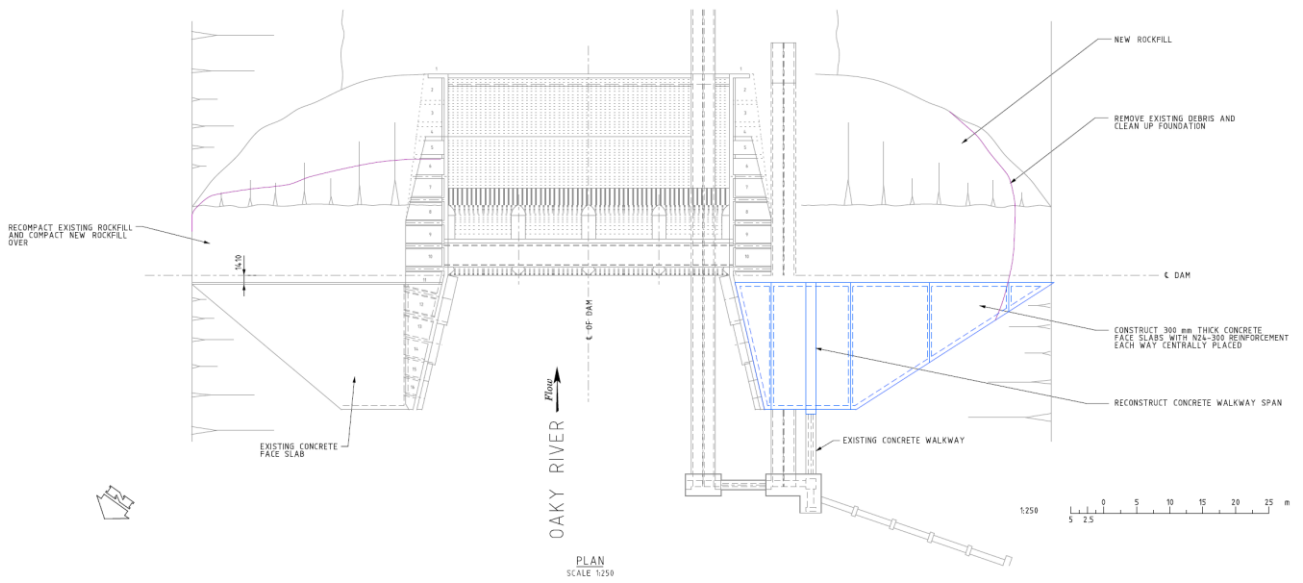 NEW ROCKFILL
REMOVE EXISTING DEBRIS AND
CLEAN UP FOUNDATION
RECOMPACT EXISTING ROCKFILL
AND COMPACT NEW ROCKFILL
OVER
1410
℄ DAM
℄ OF DAM
CONSTRUCT 300 mm THICK CONCRETE
FACE SLABS WITH N24-300 REINFORCEMENT
EACH WAY CENTRALLY PLACED
RECONSTRUCT CONCRETE WALKWAY SPAN
Flow
EXISTING CONCRETE
FACE SLAB
EXISTING CONCRETE WALKWAY
OAKY RIVER
1:250
0 5 10 15 20 25 m
5 2.5
PLAN
SCALE 1:250